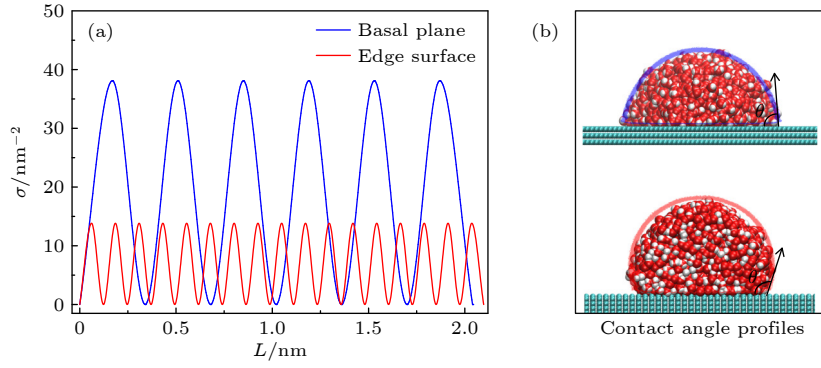 (a)
Basal plane
Edge surface
50
40
30
20
10
0
σ/nm⁻²
0
0.5
1.0
1.5
2.0
L/nm
(b)
θ
θ
Contact angle profiles